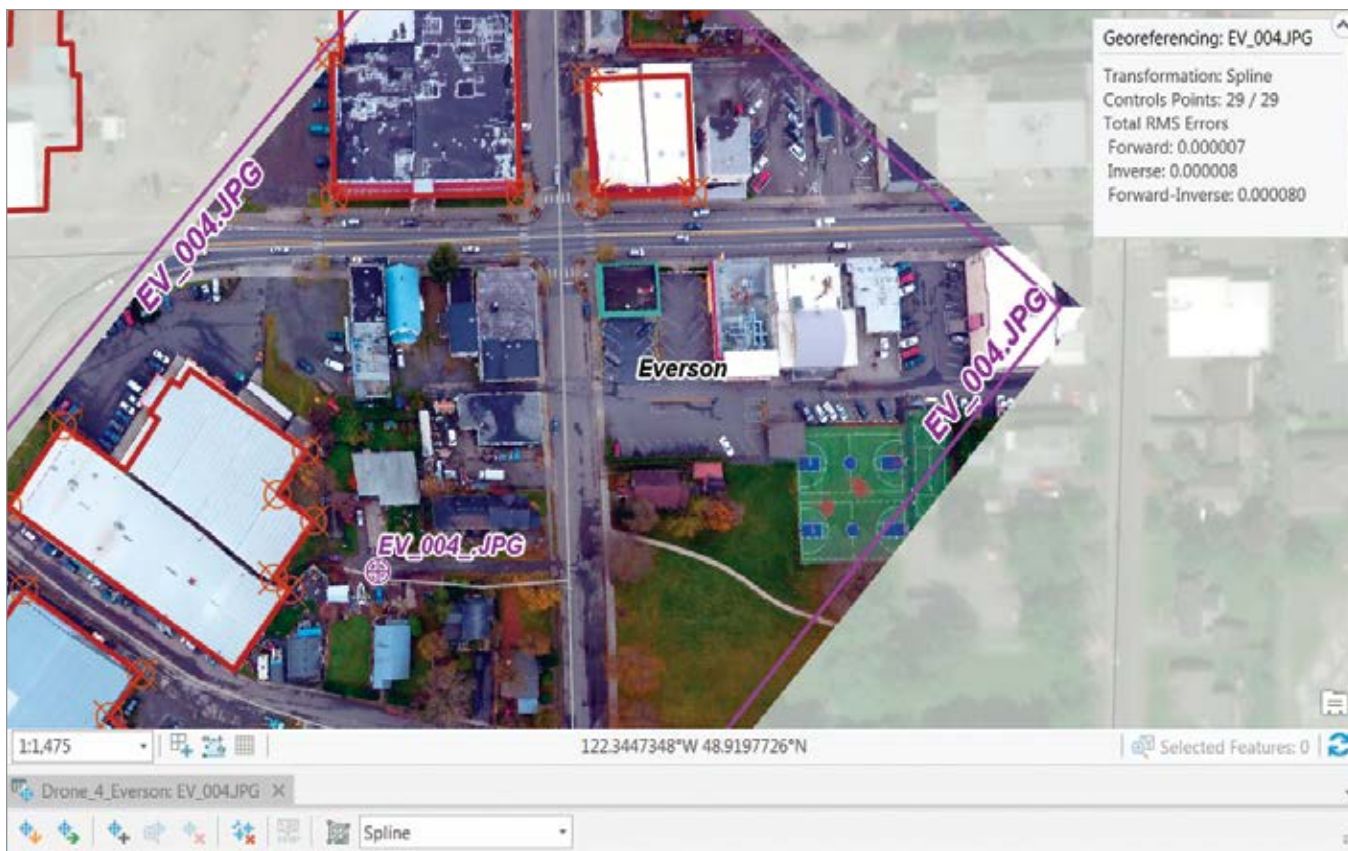 Georeferencing: EV_004.JPG
Transformation: Spline
Controls Points: 29 / 29
Total RMS Errors
Forward: 0.000007
Inverse: 0.000008
Forward-Inverse: 0.000080
EV_004.JPG
Everson
EV_004.JPG
EV_004_.JPG
1:1,475
122.3447348°W 48.9197726°N
Selected Features: 0
Drone_4_Everson: EV_004.JPG
Spline